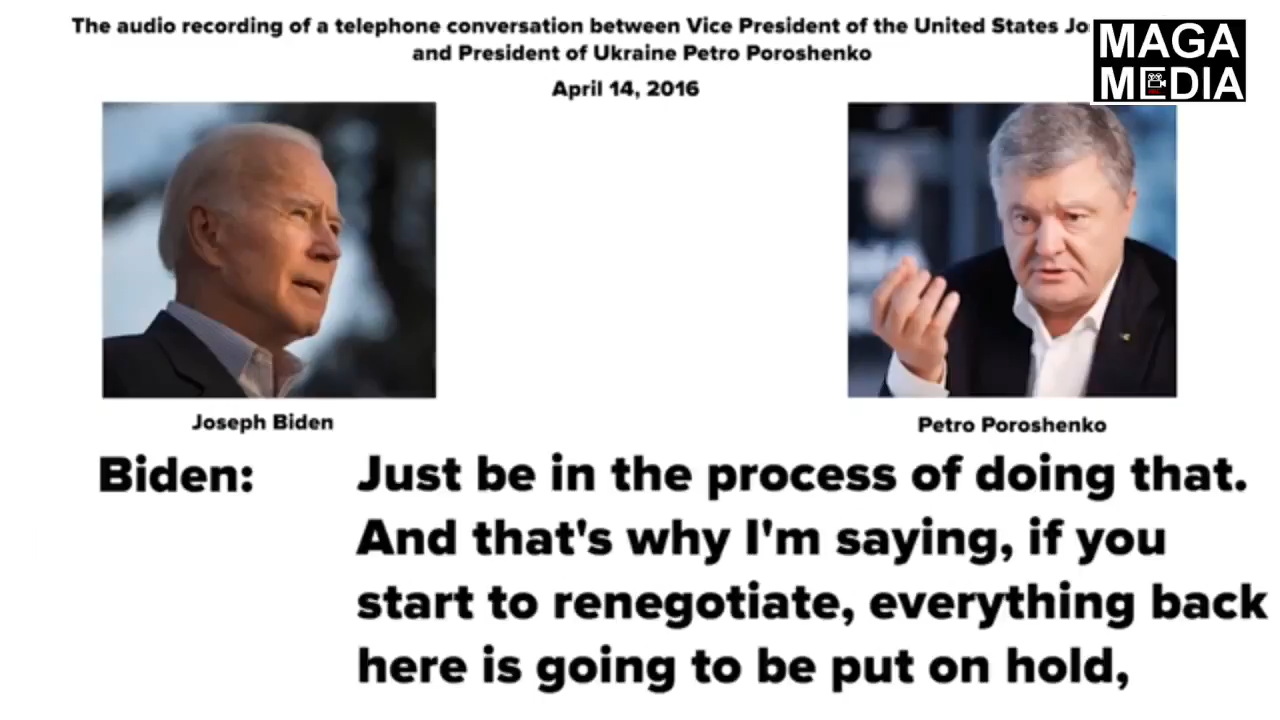 The audio recording of a telephone conversation between Vice President of the United States
and President of Ukraine Petro Poroshenko
April 14, 2016
MAGA
MEDIA
Joseph Biden
Petro Poroshenko
Biden:
Just be in the process of doing that.
And that's why I'm saying, if you
start to renegotiate, everything back
here is going to be put on hold,